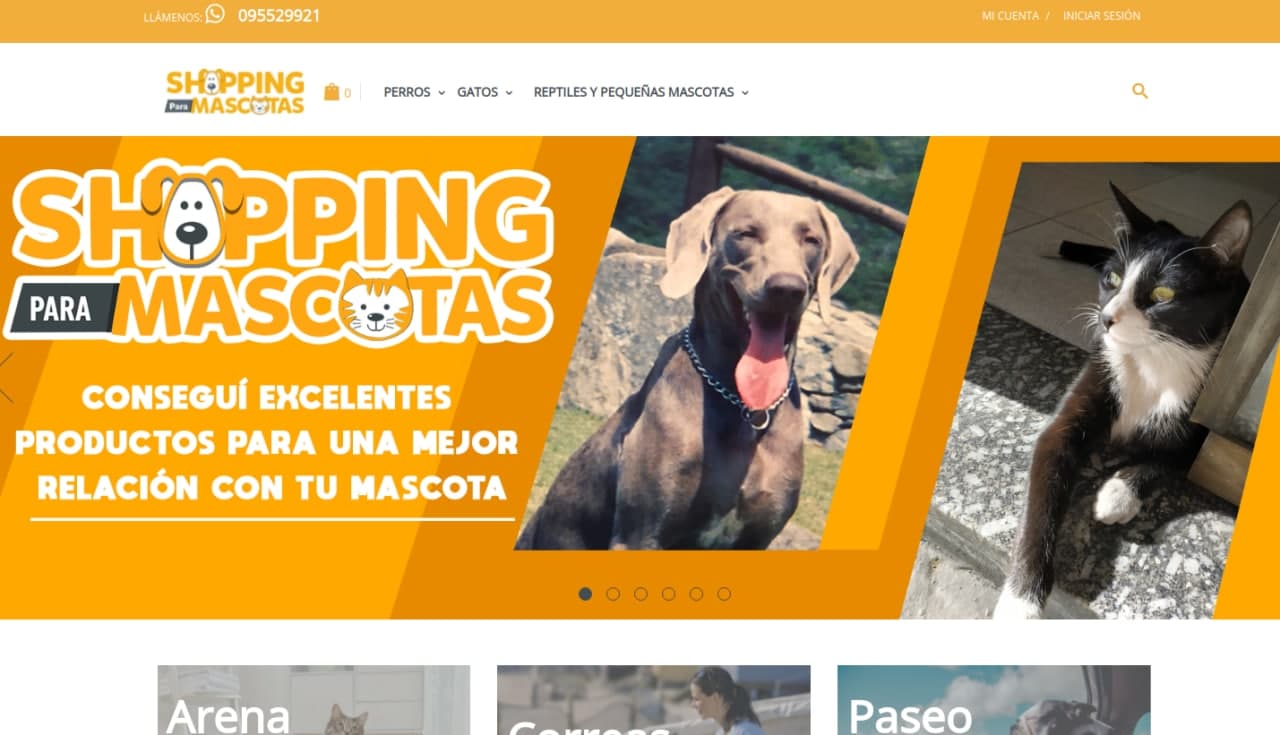 LLÁMENOS: 095529921
MI CUENTA / INICIAR SESIÓN
SHOPPING
Para MASCOTAS
0
PERROS GATOS REPTILES Y PEQUEÑAS MASCOTAS
SHOPPING
PARA MASCOTAS
CONSEGUÍ EXCELENTES
PRODUCTOS PARA UNA MEJOR
RELACIÓN CON TU MASCOTA
Arena
Correas
Paseo